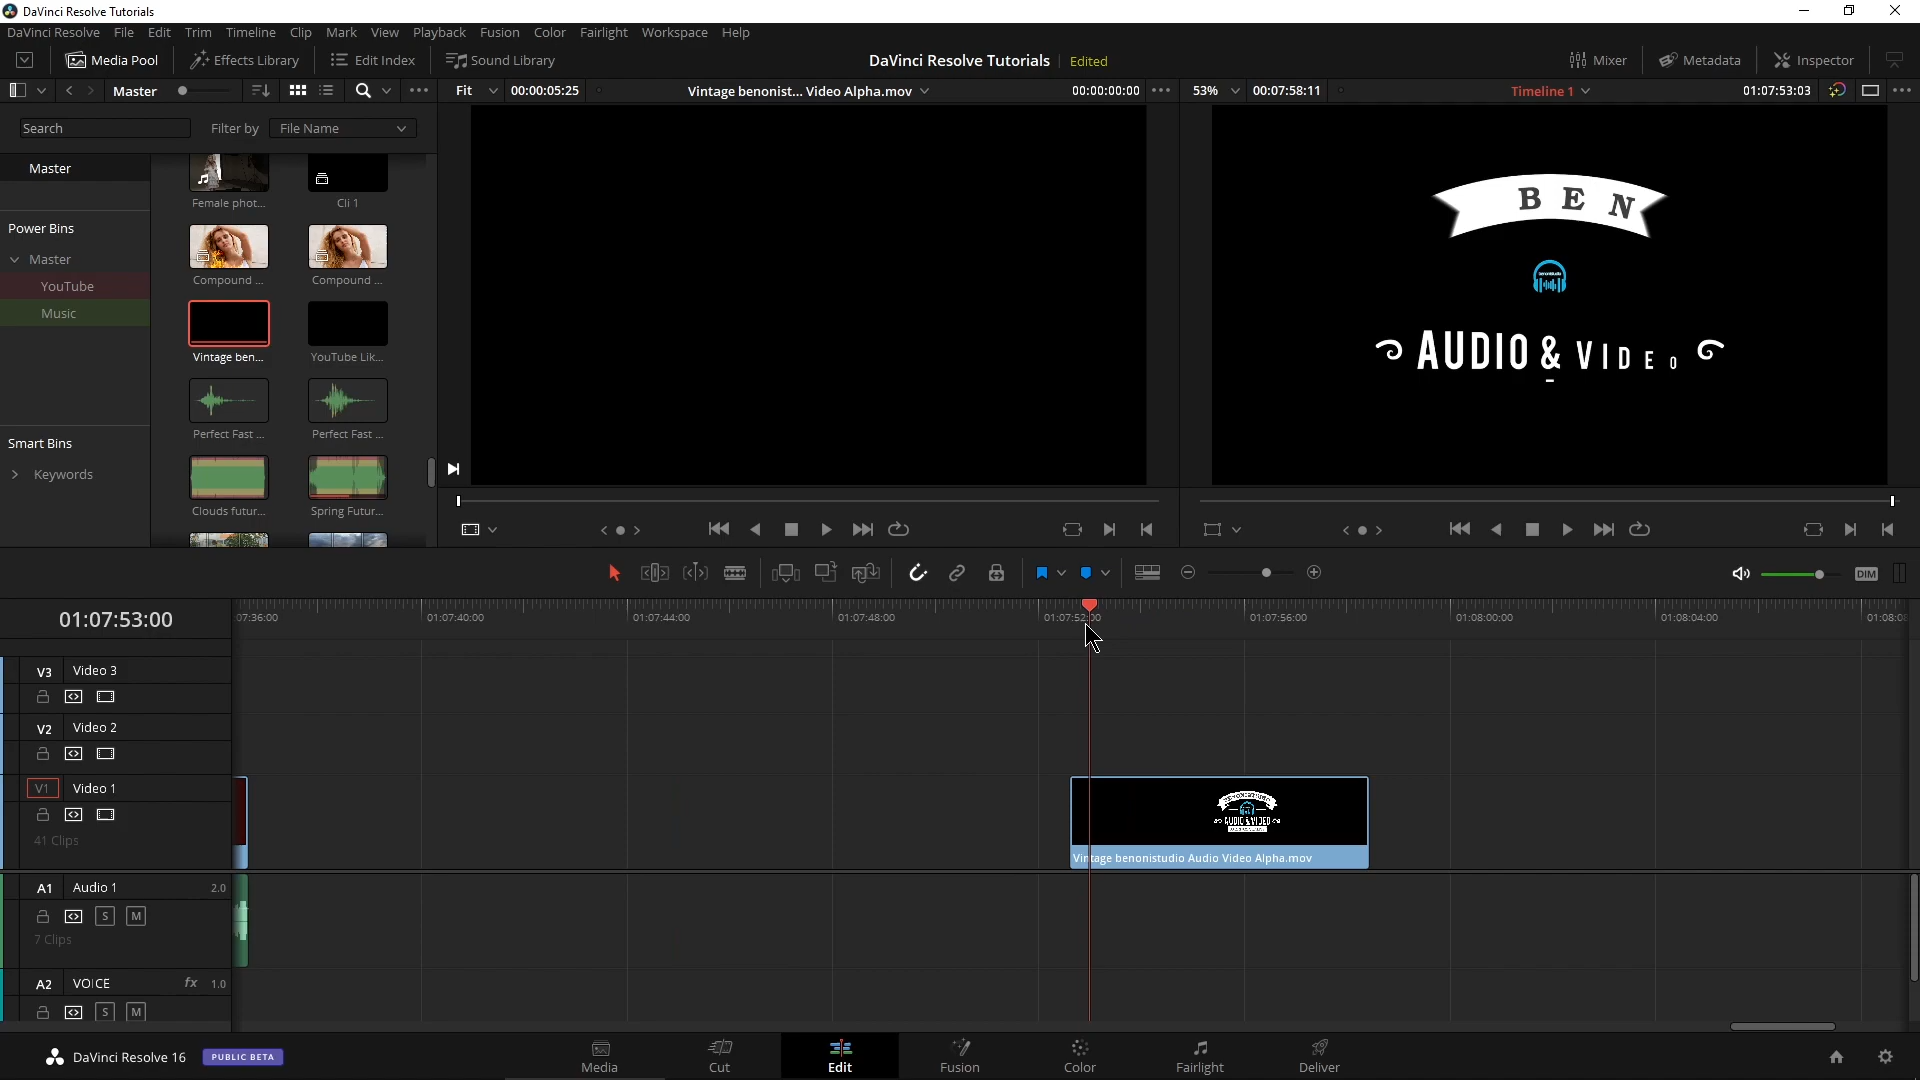 DaVinci Resolve Tutorials
DaVinci Resolve File Edit Trim Timeline Clip Mark View Playback Fusion Color Fairlight Workspace Help
Media Pool Effects Library Edit Index Sound Library DaVinci Resolve Tutorials Edited Mixer Metadata Inspector
Master Fit 00:00:05:25 Vintage benonist... Video Alpha.mov 00:00:00:00 53% 00:07:58:11 Timeline 1 01:07:53:03
Search Filter by File Name
Master
Female phot... Cli 1
Power Bins
Master
YouTube
Music
Compound ... Compound ...
Vintage ben... YouTube Lik...
Perfect Fast ... Perfect Fast ...
Smart Bins
Keywords
Clouds futur... Spring Futur...
BEN
AUDIO & VIDEO
DIM
01:07:53:00
07:36:00 01:07:40:00 01:07:44:00 01:07:48:00 01:07:52:00 01:07:56:00 01:08:00:00 01:08:04:00
V3 Video 3
V2 Video 2
V1 Video 1
41 Clips
BENONISTUDIO
AUDIO & VIDEO
Vintage benonistudio Audio Video Alpha.mov
A1 Audio 1 2.0
S M
7 Clips
A2 VOICE fx 1.0
S M
DaVinci Resolve 16 PUBLIC BETA
Media Cut Edit Fusion Color Fairlight Deliver